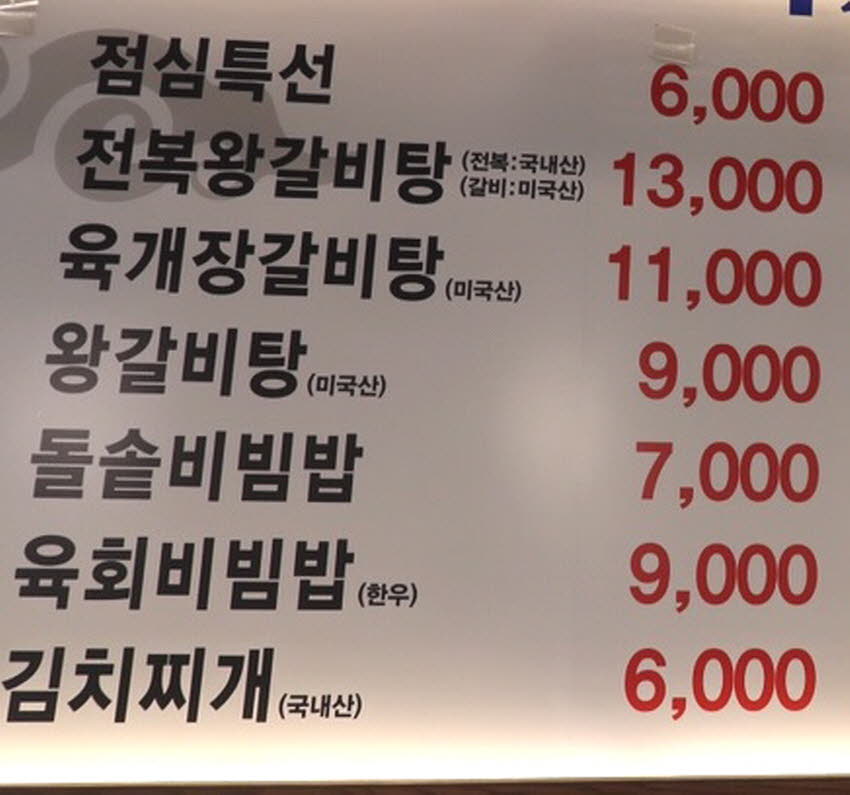 점심특선 6,000
전복왕갈비탕 (전복:국내산) (갈비:미국산) 13,000
육개장갈비탕 (미국산) 11,000
왕갈비탕 (미국산) 9,000
돌솥비빔밥 7,000
육회비빔밥 (한우) 9,000
김치찌개 (국내산) 6,000